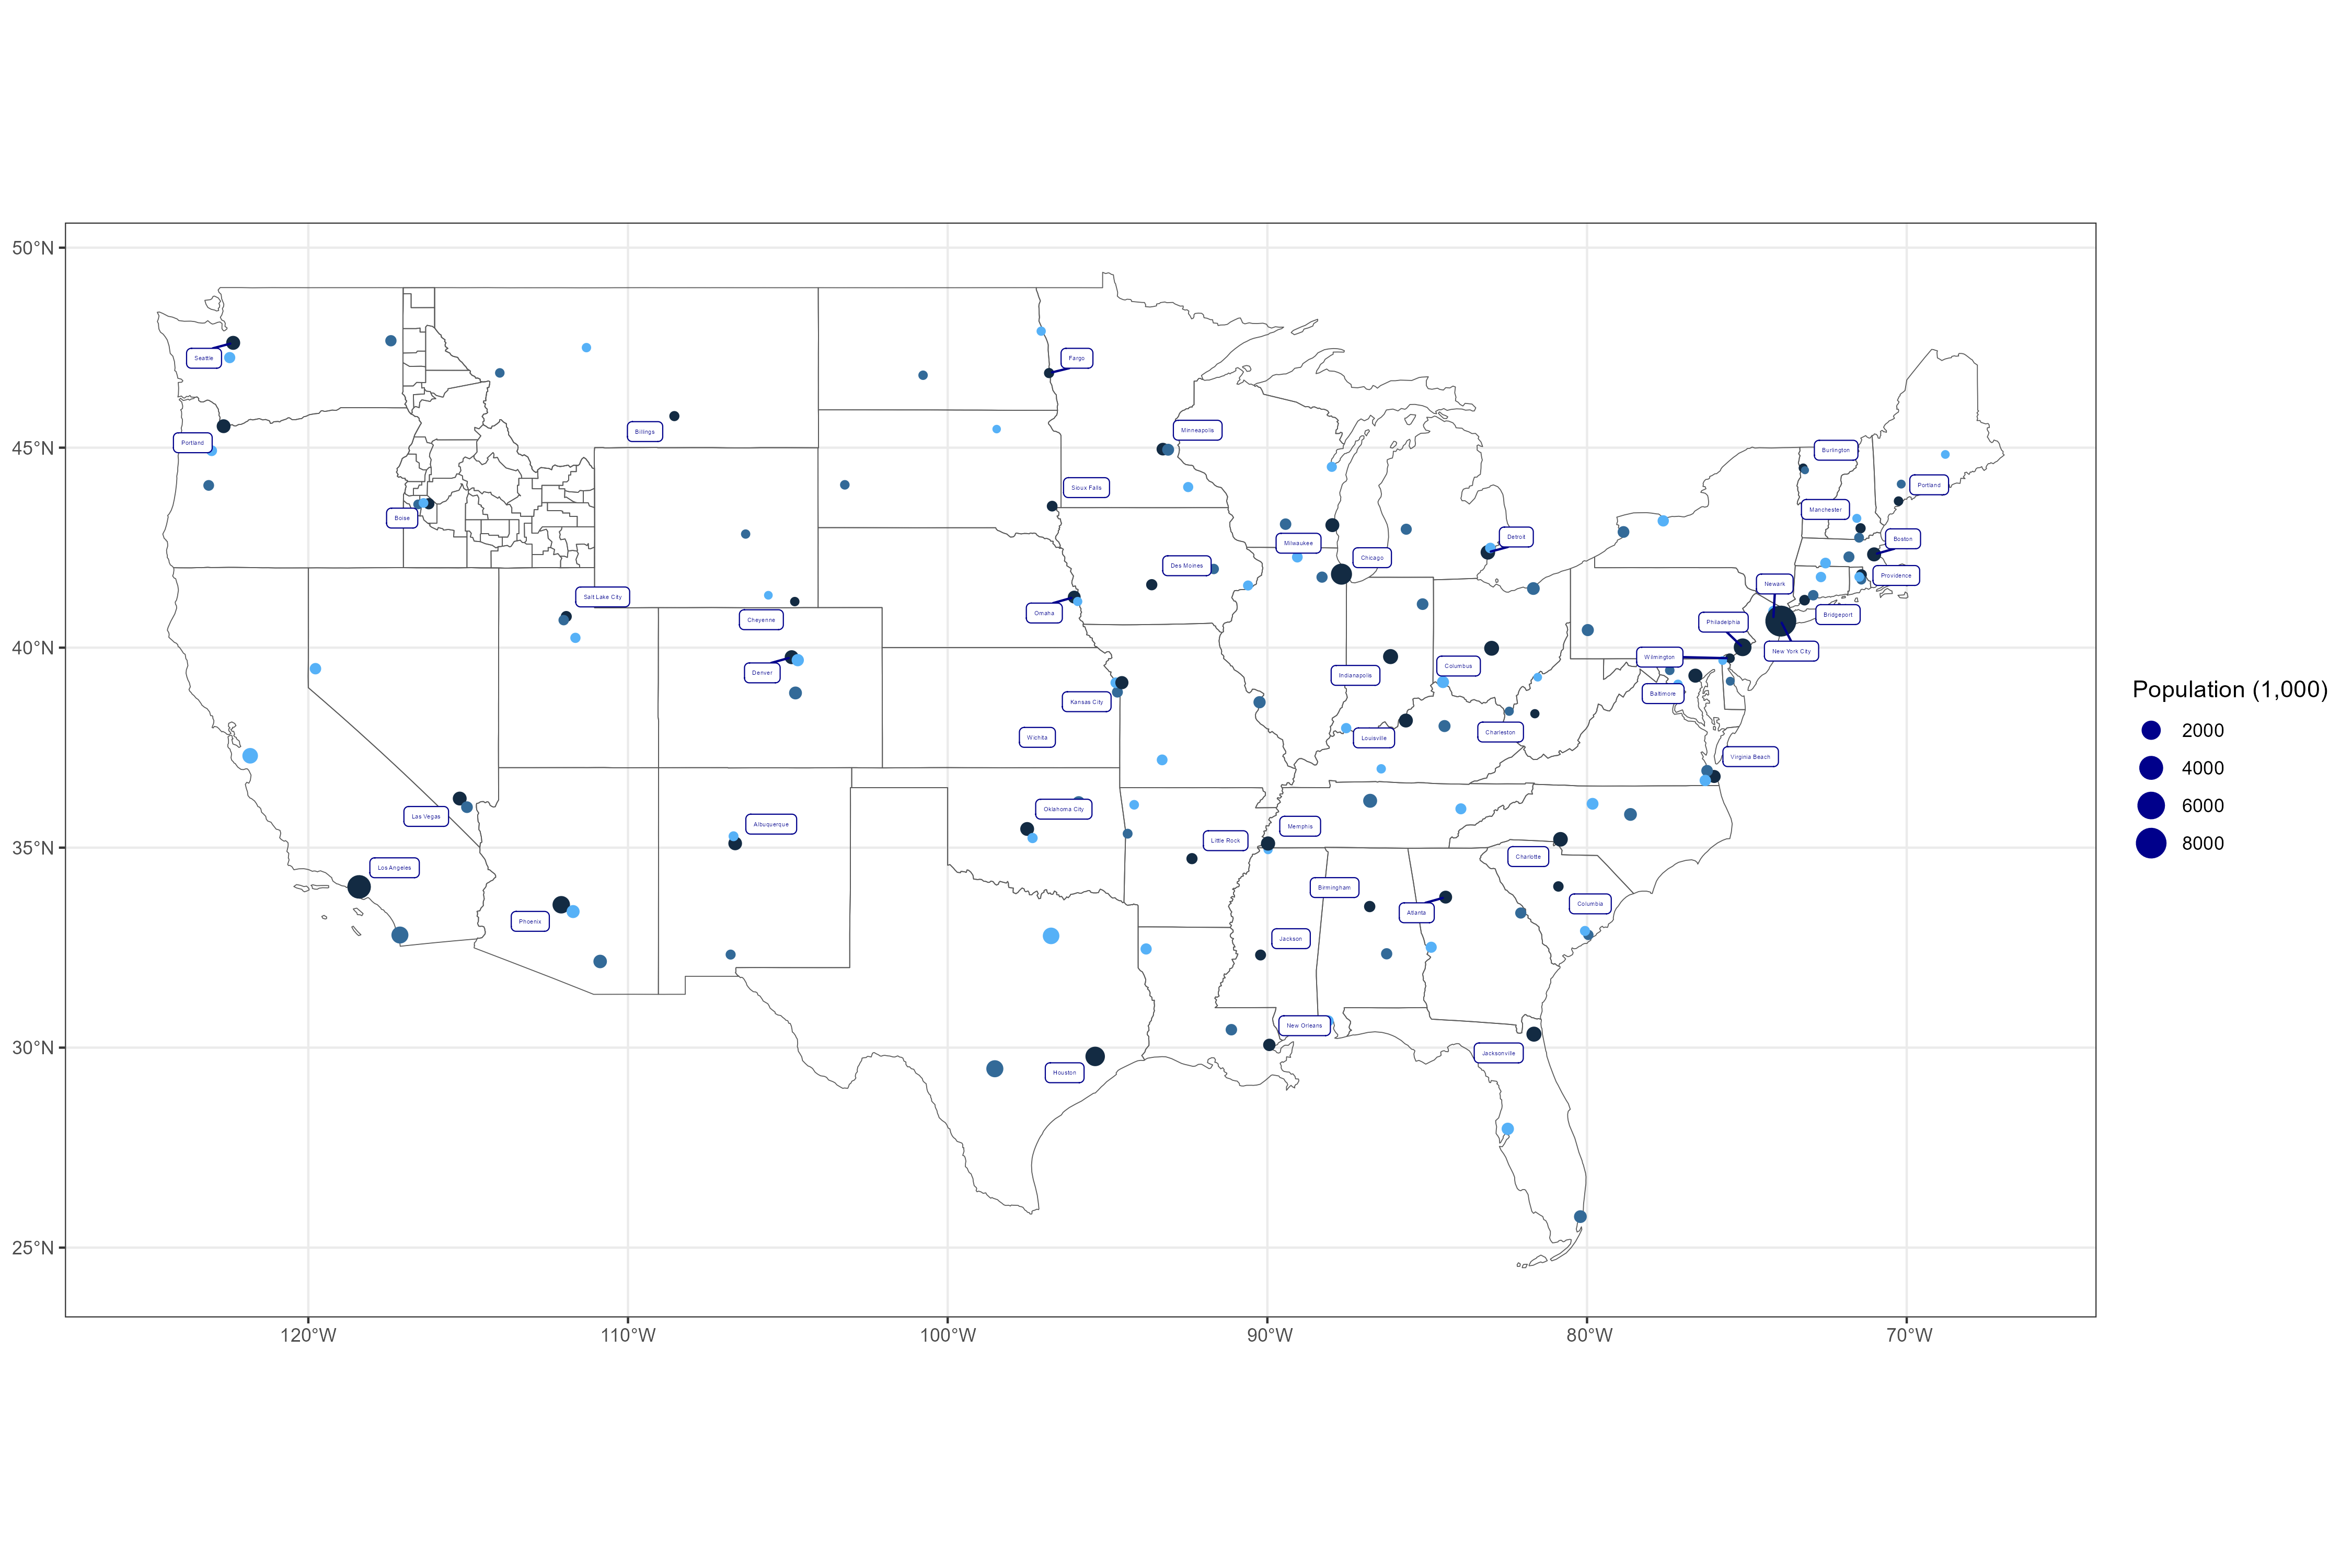 50°N
45°N
40°N
35°N
30°N
25°N
120°W
110°W
100°W
90°W
80°W
70°W
Seattle
Fargo
Minneapolis
Billings
Portland
Burlington
Portland
Sioux Falls
Manchester
Boise
Detroit
Boston
Milwaukee
Chicago
Des Moines
Providence
Newark
Salt Lake City
Omaha
Bridgeport
Cheyenne
Philadelphia
New York City
Wilmington
Columbus
Denver
Indianapolis
Baltimore
Kansas City
Charleston
Wichita
Louisville
Virginia Beach
Oklahoma City
Las Vegas
Albuquerque
Memphis
Little Rock
Charlotte
Los Angeles
Birmingham
Columbia
Atlanta
Phoenix
Jackson
New Orleans
Jacksonville
Houston
Population (1,000)
2000
4000
6000
8000